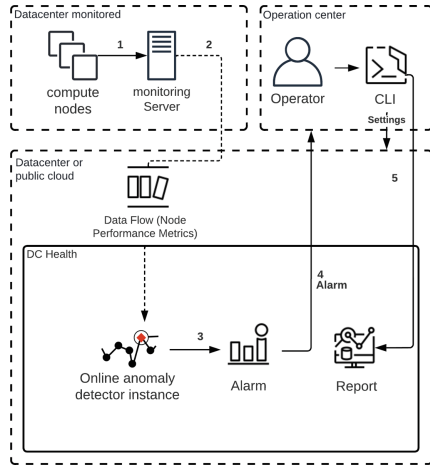 Datacenter monitored
1
2
compute
nodes
monitoring
Server
Operation center
Operator
CLI
Settings
5
Datacenter or
public cloud
Data Flow (Node
Performance Metrics)
DC Health
4
Alarm
3
Online anomaly
detector instance
Alarm
Report